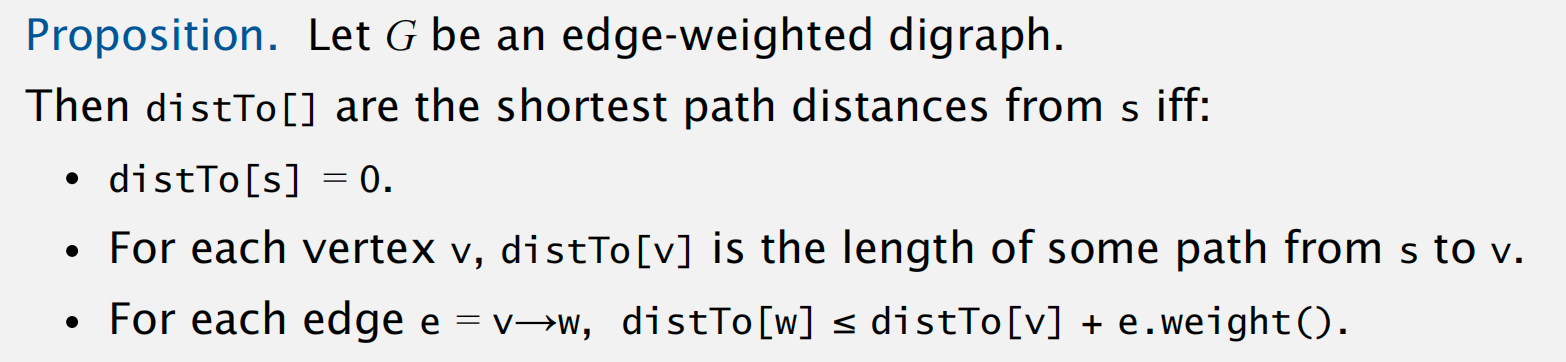 Proposition. Let G be an edge-weighted digraph.
Then distTo[] are the shortest path distances from s iff:
• distTo[s] = 0.
• For each vertex v, distTo[v] is the length of some path from s to v.
• For each edge e = v→w, distTo[w] ≤ distTo[v] + e.weight().